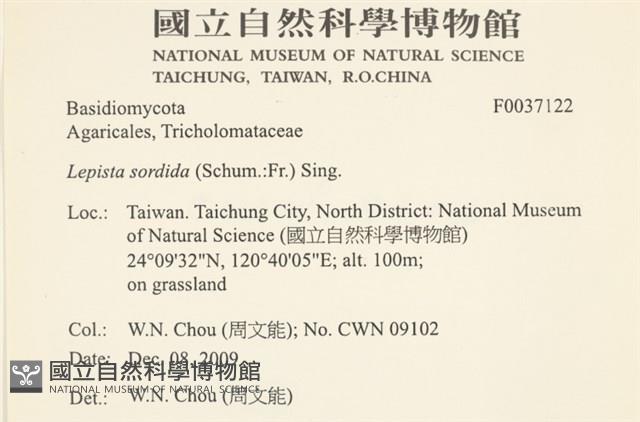 國立自然科學博物館
NATIONAL MUSEUM OF NATURAL SCIENCE
TAICHUNG, TAIWAN, R.O.CHINA
Basidiomycota F0037122
Agaricales, Tricholomataceae
Lepista sordida (Schum.:Fr.) Sing.
Loc.: Taiwan. Taichung City, North District: National Museum
of Natural Science (國立自然科學博物館)
24°09'32"N, 120°40'05"E; alt. 100m;
on grassland
Col.: W.N. Chou (周文能); No. CWN 09102
Date: Dec. 08, 2009
國立自然科學博物館
NATIONAL MUSEUM OF NATURAL SCIENCE
Det.: W.N. Chou (周文能)